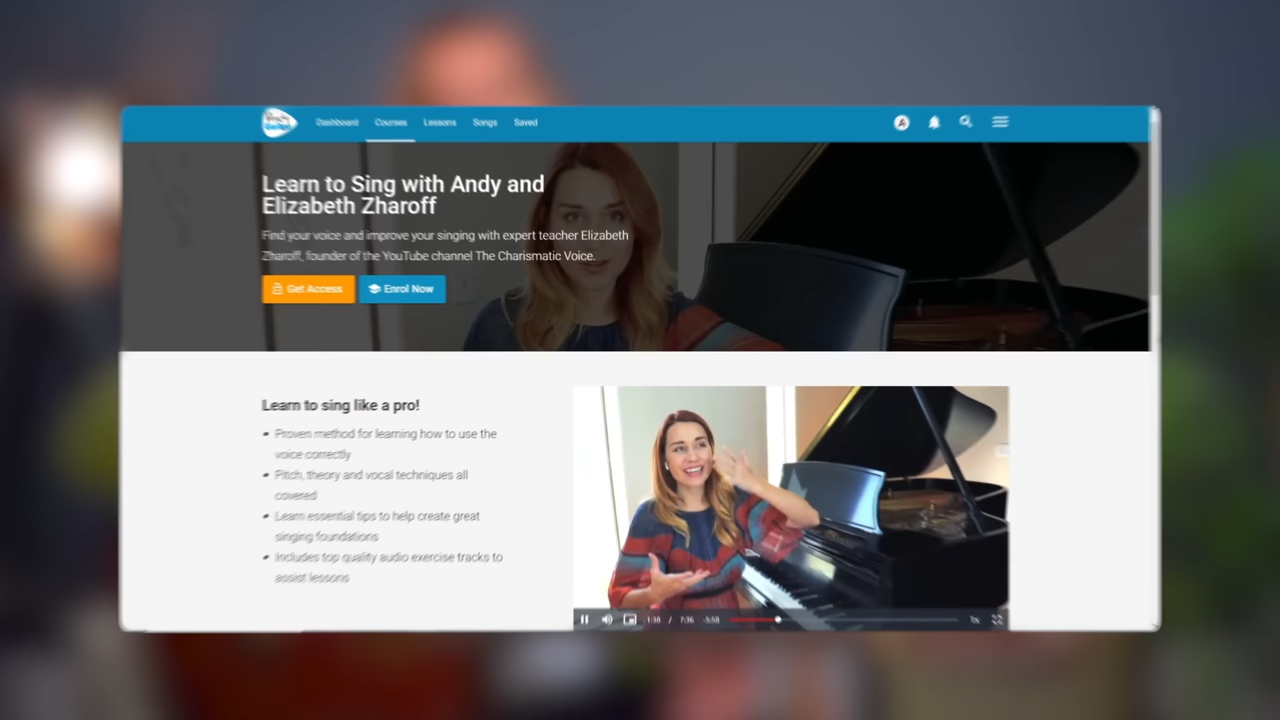 Dashboard Courses Lessons Songs Saved
Learn to Sing with Andy and
Elizabeth Zharoff
Find your voice and improve your singing with expert teacher Elizabeth
Zharoff, founder of the YouTube channel The Charismatic Voice.
Get Access Enrol Now
Learn to sing like a pro!
Proven method for learning how to use the
voice correctly
Pitch, theory and vocal techniques all
covered
Learn essential tips to help create great
singing foundations
Includes top quality audio exercise tracks to
assist lessons
1:38 / 7:36 -5:58 1x